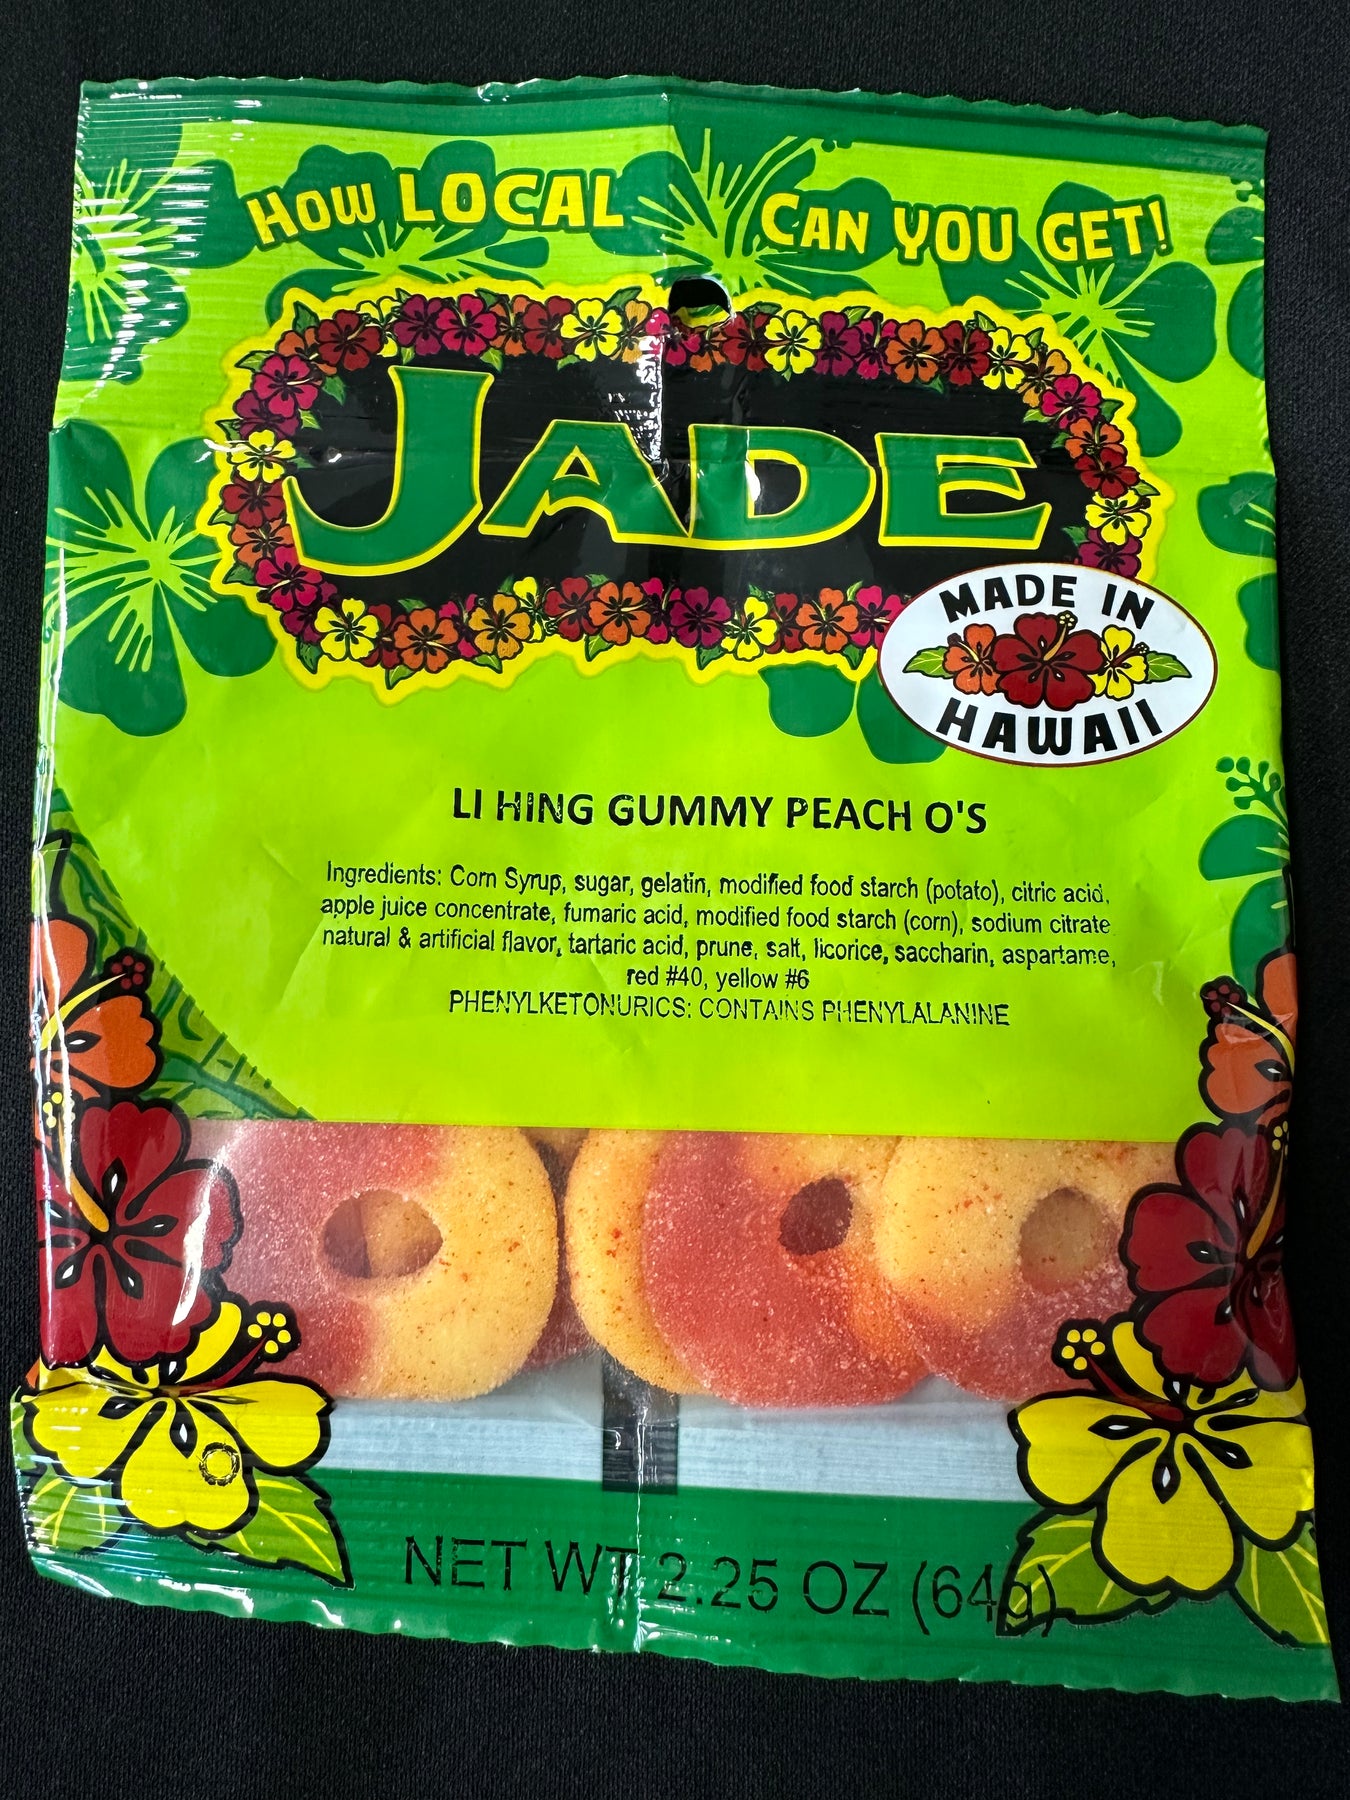 HOW LOCAL CAN YOU GET!
JADE
MADE IN
HAWAII
LI HING GUMMY PEACH O'S
Ingredients: Corn Syrup, sugar, gelatin, modified food starch (potato), citric acid,
apple juice concentrate, fumaric acid, modified food starch (corn), sodium citrate
natural & artificial flavor, tartaric acid, prune, salt, licorice, saccharin, aspartame,
red #40, yellow #6
PHENYLKETONURICS: CONTAINS PHENYLALANINE
NET WT 2.25 OZ (64g)